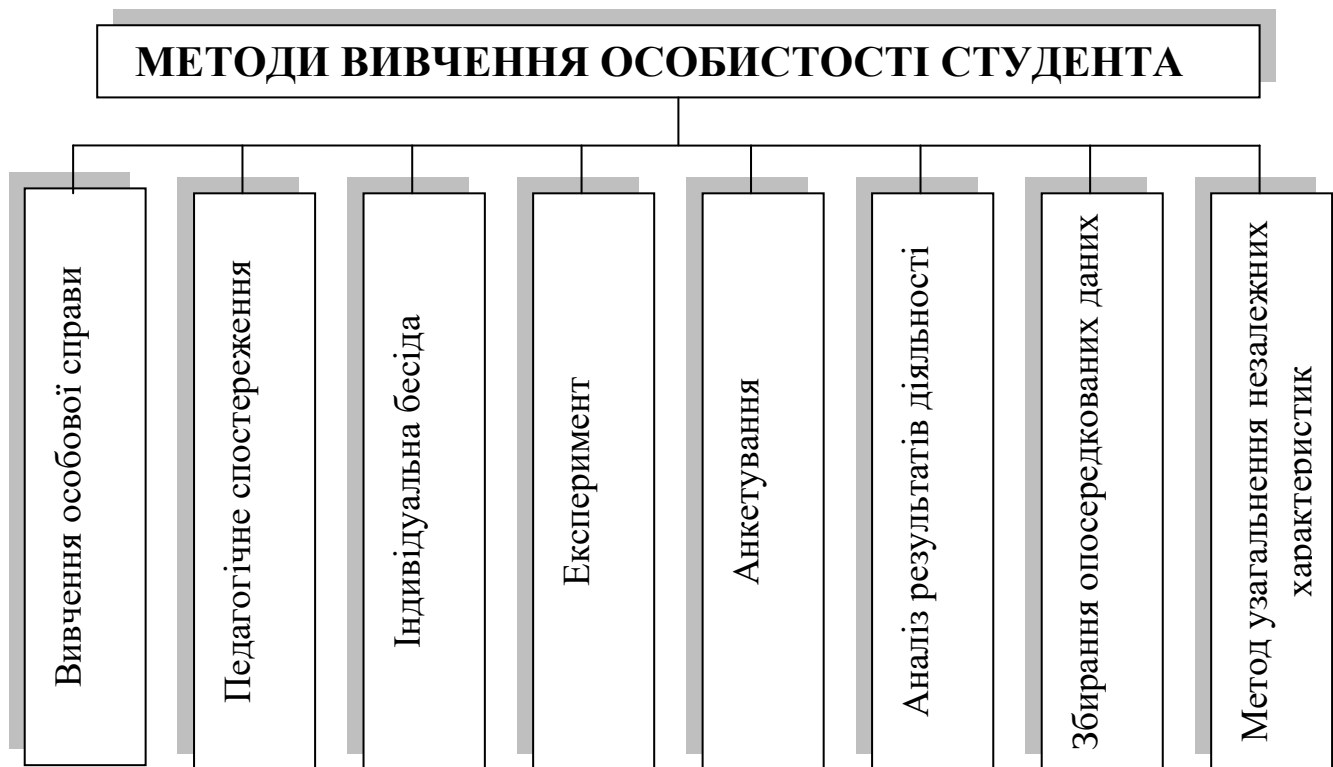 МЕТОДИ ВИВЧЕННЯ ОСОБИСТОСТІ СТУДЕНТА
Вивчення особової справи
Педагогічне спостереження
Індивідуальна бесіда
Експеримент
Анкетування
Аналіз результатів діяльності
Збирання опосередкованих даних
Метод узагальнення незалежних
характеристик